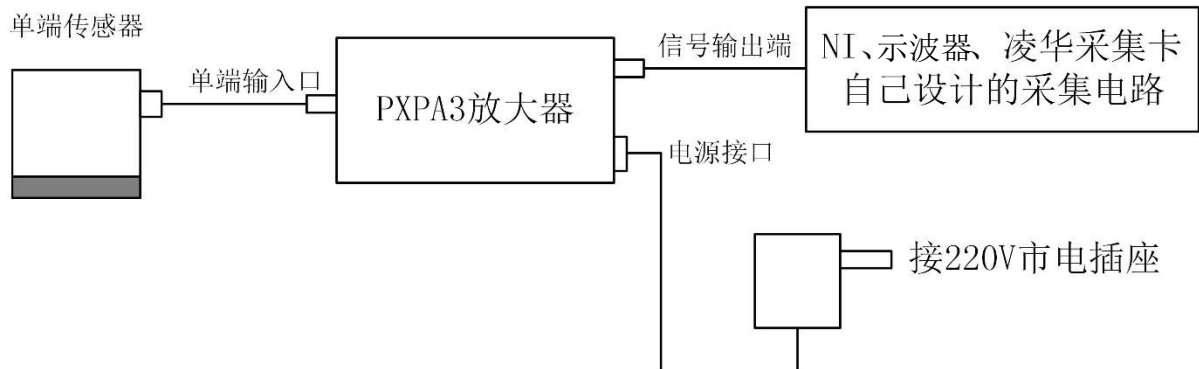 单端传感器
单端输入口
PXPA3放大器
信号输出端
NI、示波器、凌华采集卡
自己设计的采集电路
电源接口
接220V市电插座